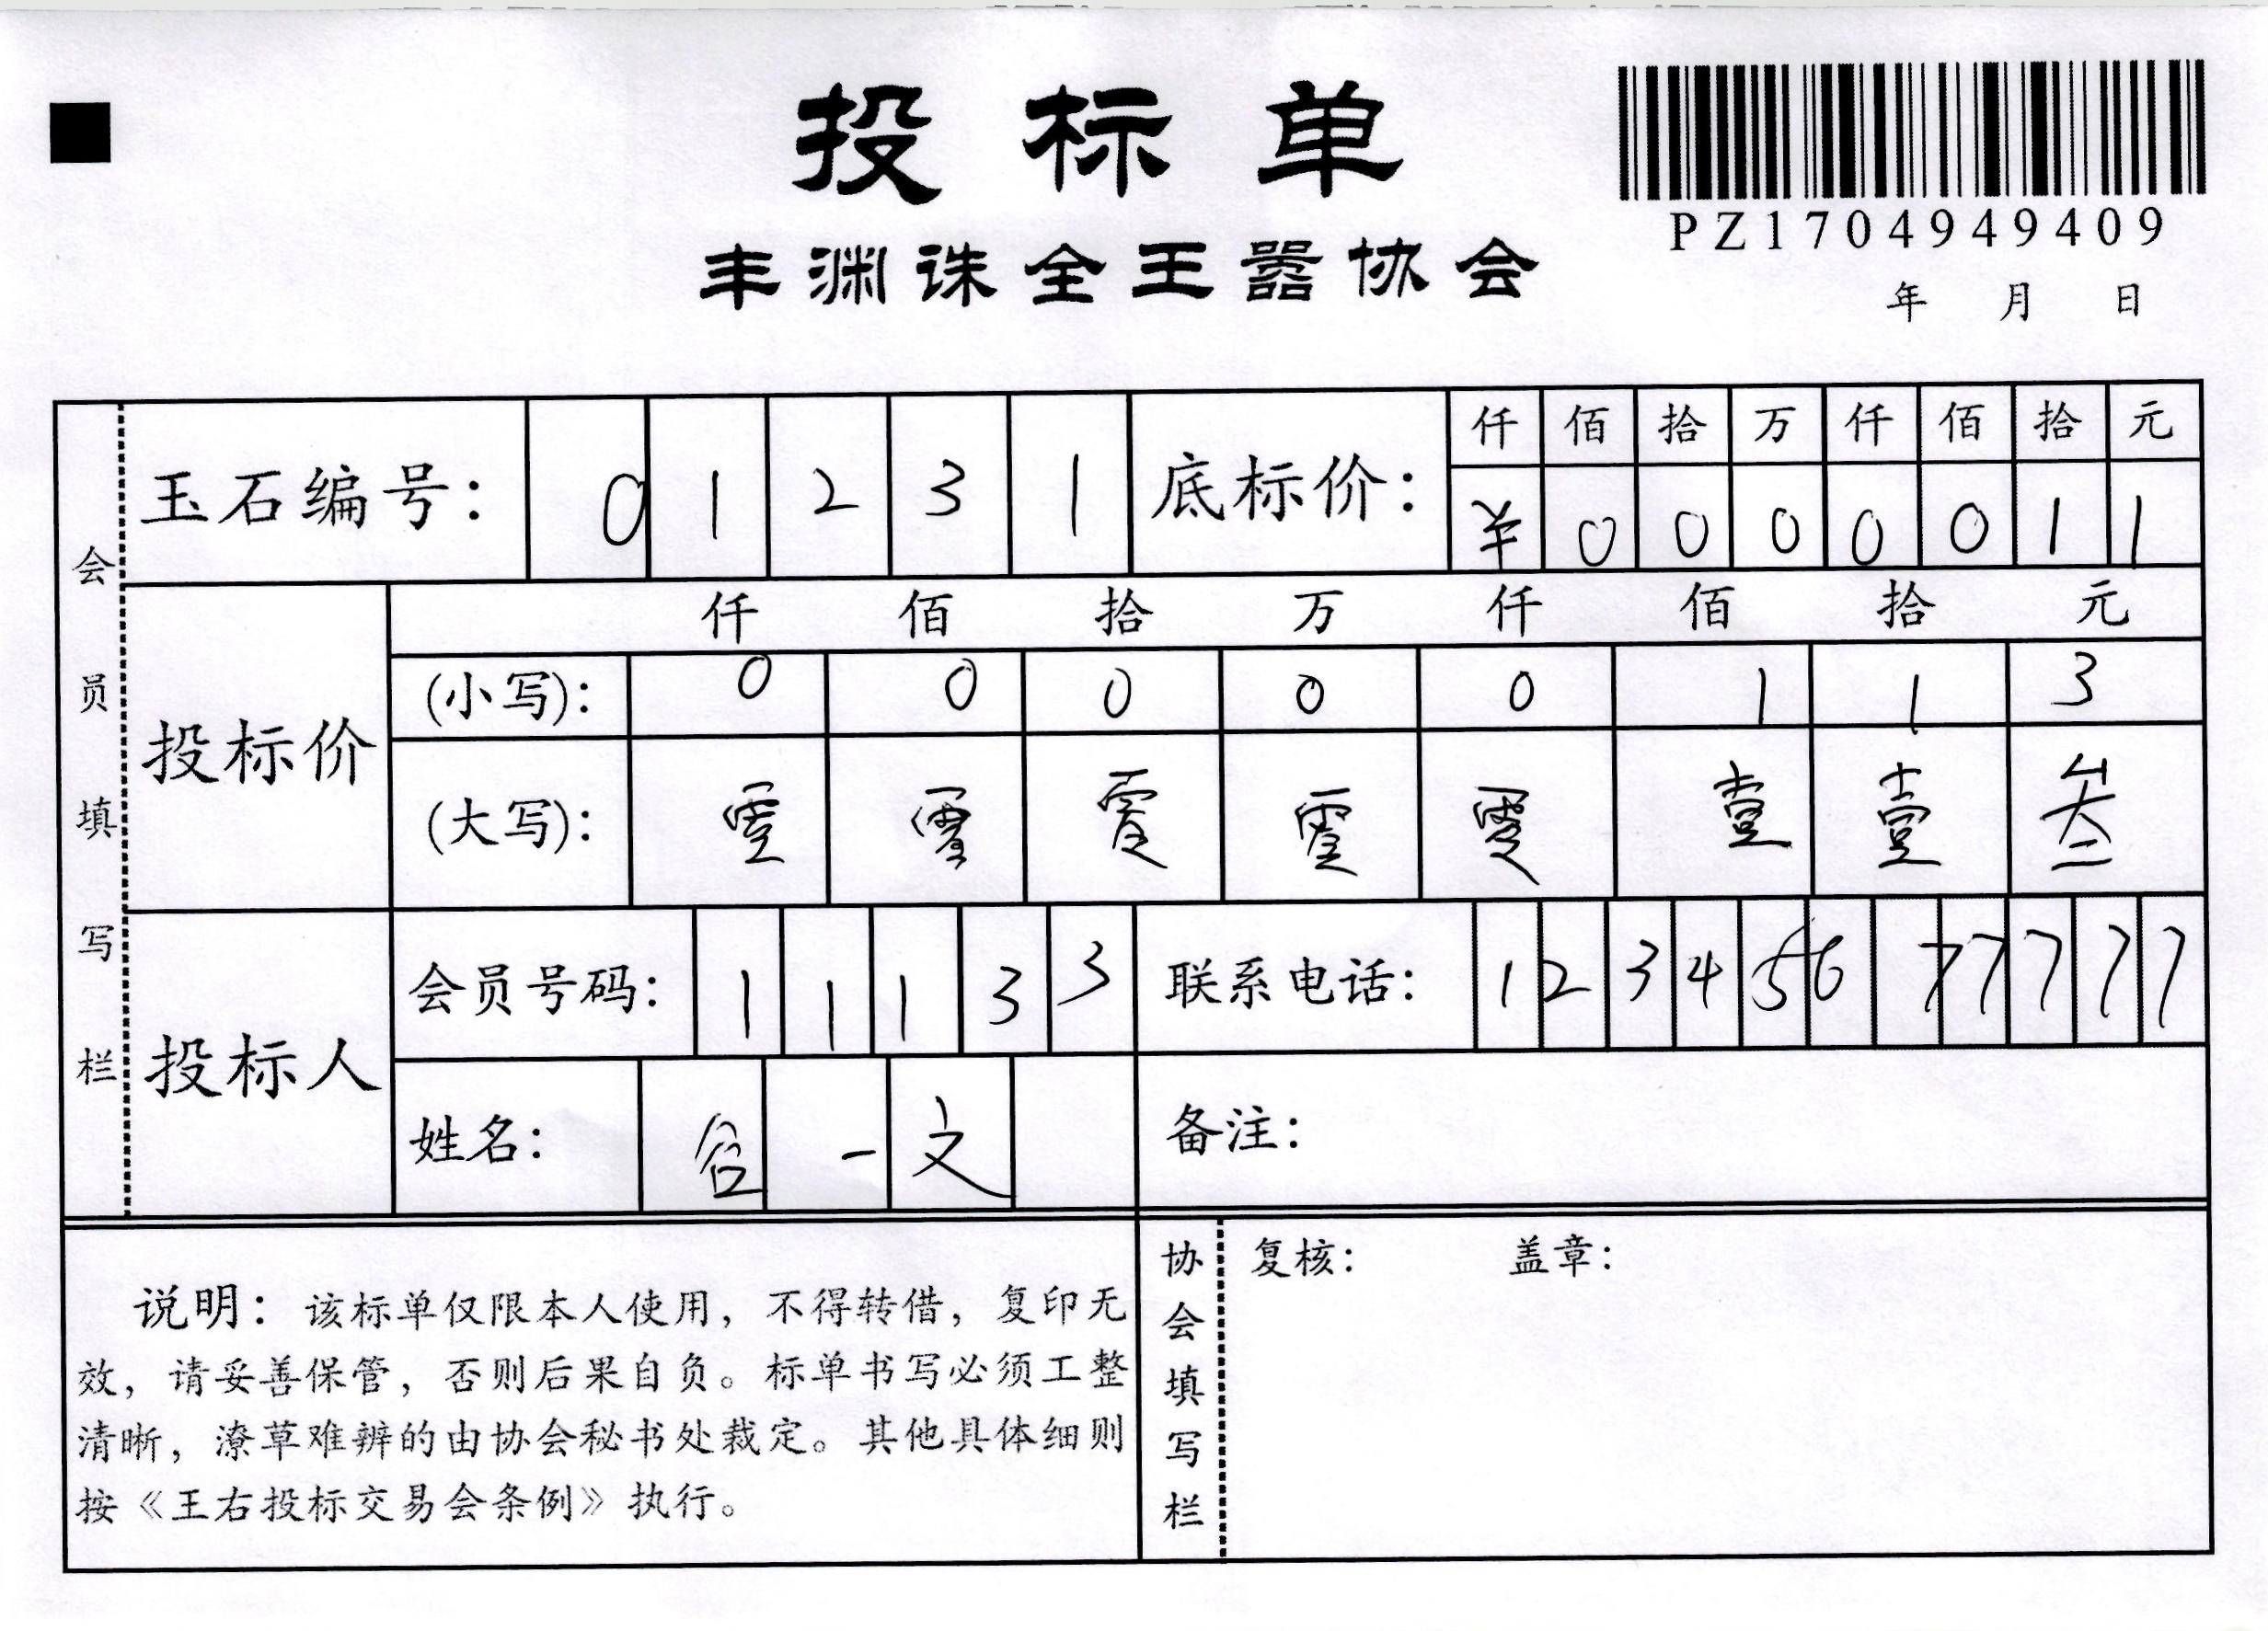 投标单
PZ1704949409
丰渊诛全王嚣协会
年 月 日
会员填写栏
玉石编号: 0 1 2 3 1
底标价: 仟 佰 拾 万 仟 佰 拾 元
¥ 0 0 0 0 0 1 1
投标价
仟 佰 拾 万 仟 佰 拾 元
(小写): 0 0 0 0 0 1 1 3
(大写): 零 零 零 零 零 壹 壹 叁
投标人
会员号码: 1 1 1 3 3
联系电话: 1 2 3 4 5 6 7 7 7 7 7
姓名: 一 文
备注:
说明: 该标单仅限本人使用, 不得转借, 复印无
效, 请妥善保管, 否则后果自负。标单书写必须工整
清晰, 潦草难辨的由协会秘书处裁定。其他具体细则
按《王右投标交易会条例》执行。
协会填写栏
复核: 盖章: